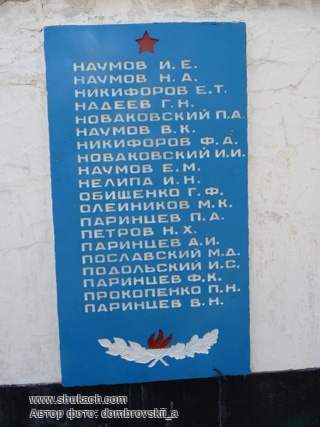 НАУМОВ И. Е.
НАУМОВ Н. А.
НИКИФОРОВ Е. Т.
НАДЕЕВ Г. Н.
НОВАКОВСКИЙ П.А.
НАУМОВ В. К.
НИКИФОРОВ Ф. А.
НОВАКОВСКИЙ И.И.
НАУМОВ Е. М.
НЕЛИПА И. Н.
ОБИЩЕНКО Г. Ф.
ОЛЕЙНИКОВ М. К.
ПАРИНЦЕВ П. А.
ПЕТРОВ Н. Х.
ПАРИНЦЕВ А. И.
ПОСЛАВСКИЙ М. Д.
ПОДОЛЬСКИЙ И. С.
ПАРИНЦЕВ Ф. К.
ПРОКОПЕНКО П. Н.
ПАРИНЦЕВ В. Н.
www.shukach.com
Автор фото: dombrovskii_a